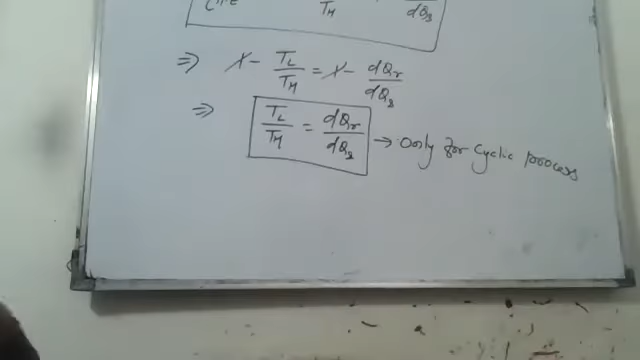 T_H dQ_s
⇒ 1 - T_L/T_H = 1 - dQ_r/dQ_s
⇒ T_L/T_H = dQ_r/dQ_s → Only for cyclic process